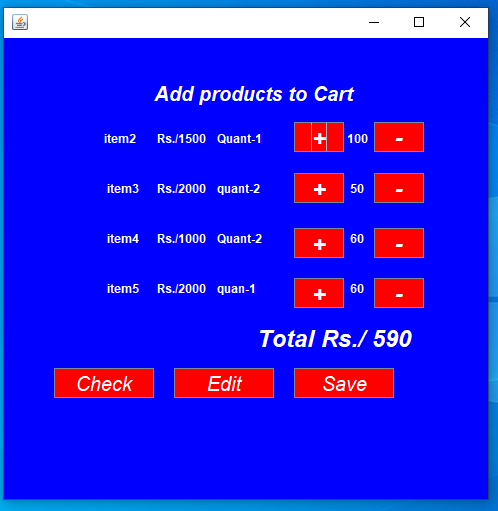 Add products to Cart
item2 Rs./1500 Quant-1 + 100 -
item3 Rs./2000 quant-2 + 50 -
item4 Rs./1000 Quant-2 + 60 -
item5 Rs./2000 quan-1 + 60 -
Total Rs./ 590
Check Edit Save